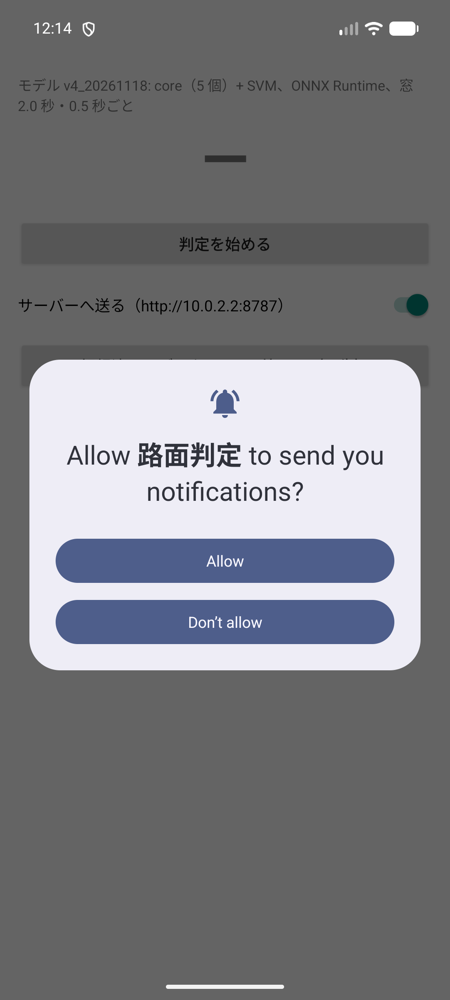 12:14
モデル v4_20261118: core（5 個）+ SVM、ONNX Runtime、窓
2.0 秒・0.5 秒ごと
判定を始める
サーバーへ送る（http://10.0.2.2:8787）
Allow 路面判定 to send you
notifications?
Allow
Don’t allow